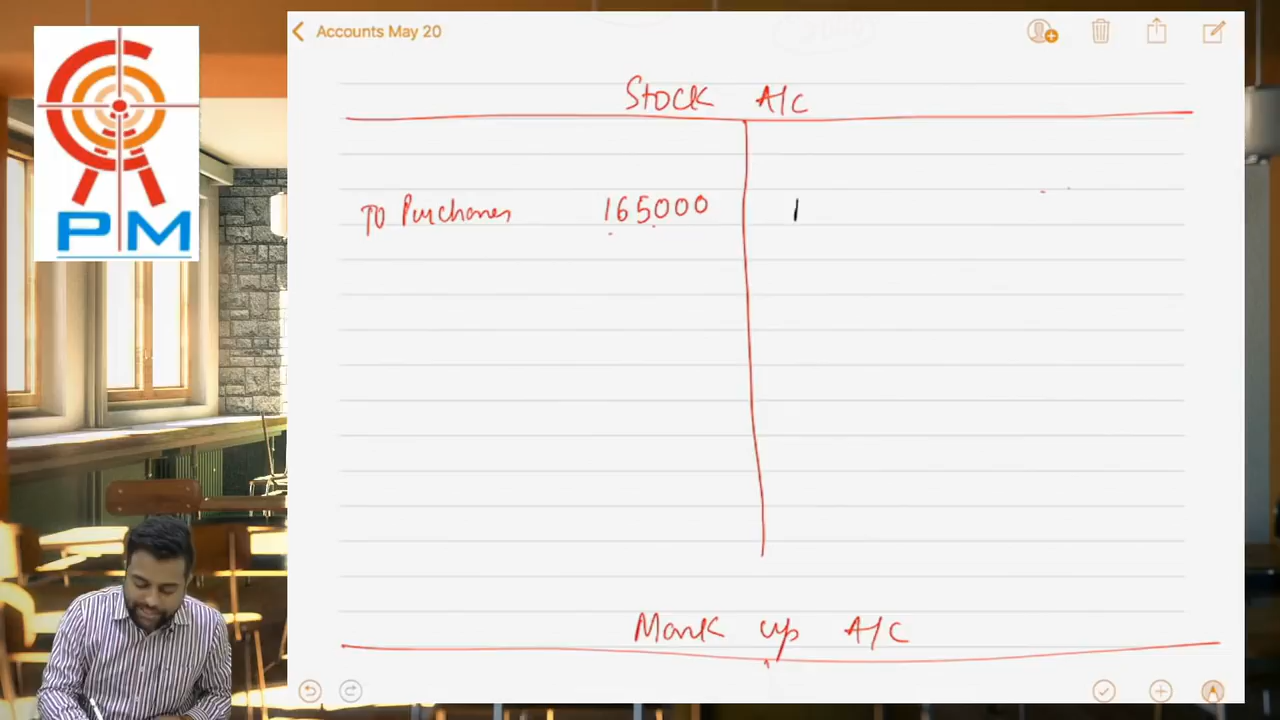 Accounts May 20
PM
Stock A/C
To Purchases 165000
Mark up A/C